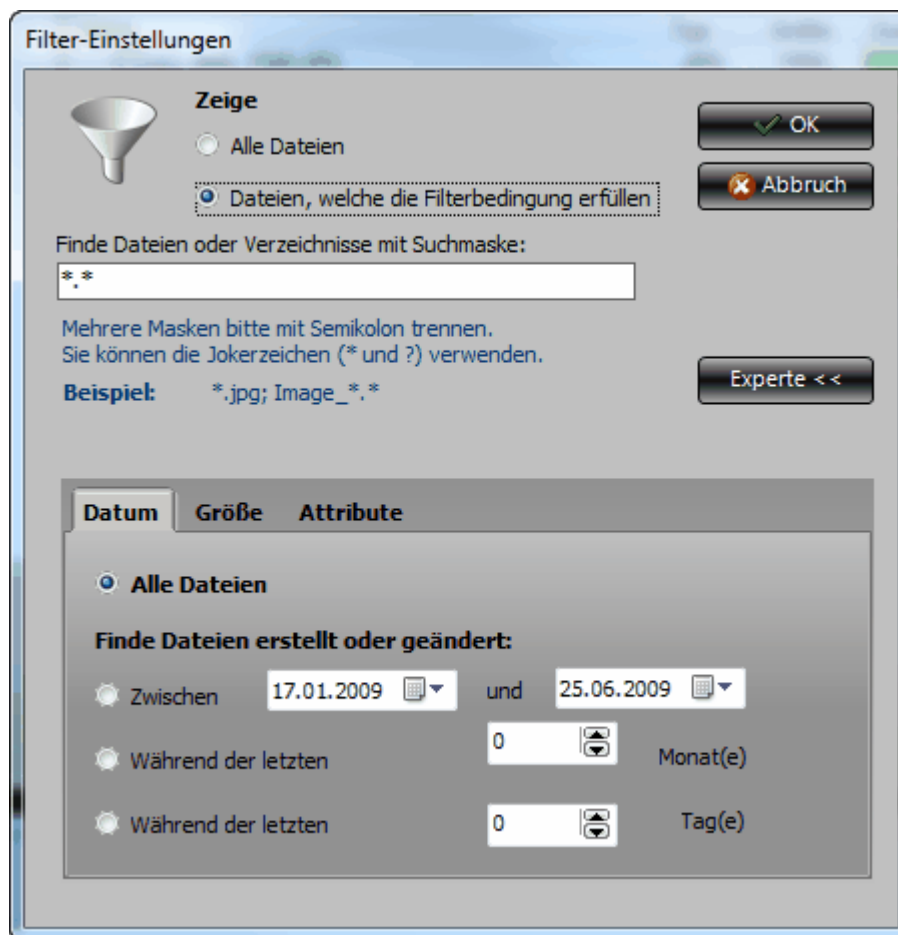 Filter-Einstellungen
Zeige
Alle Dateien
Dateien, welche die Filterbedingung erfüllen
OK
Abbruch
Finde Dateien oder Verzeichnisse mit Suchmaske:
*.*
Mehrere Masken bitte mit Semikolon trennen.
Sie können die Jokerzeichen (* und ?) verwenden.
Beispiel: *.jpg; Image_*.*
Experte <<
Datum Größe Attribute
Alle Dateien
Finde Dateien erstellt oder geändert:
Zwischen 17.01.2009 und 25.06.2009
Während der letzten 0 Monat(e)
Während der letzten 0 Tag(e)